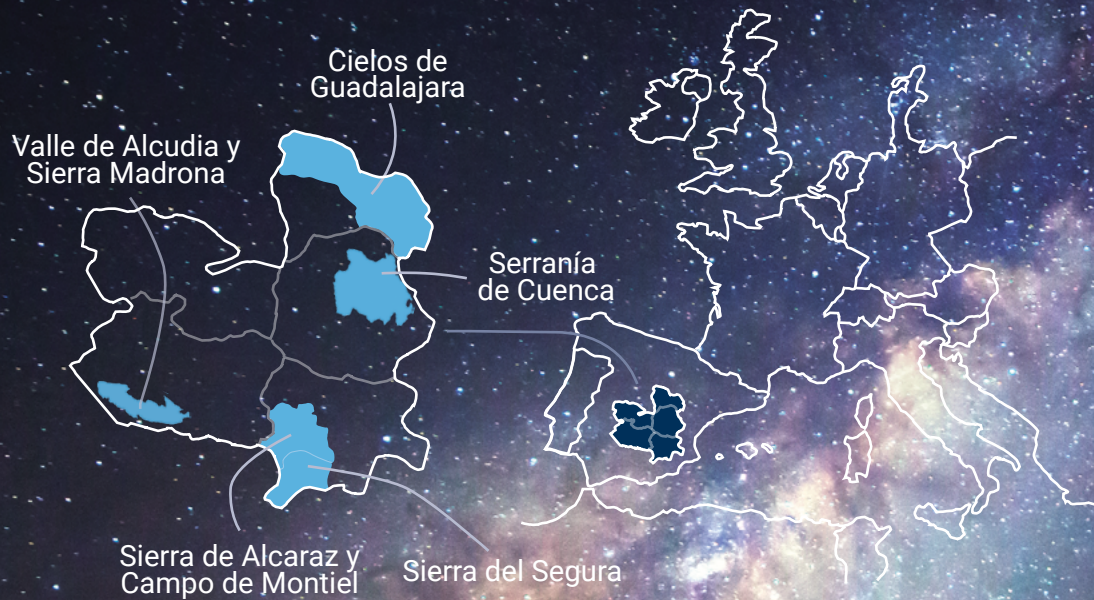 Cielos de
Guadalajara
Valle de Alcudia y
Sierra Madrona
Serranía
de Cuenca
Sierra de Alcaraz y
Campo de Montiel
Sierra del Segura